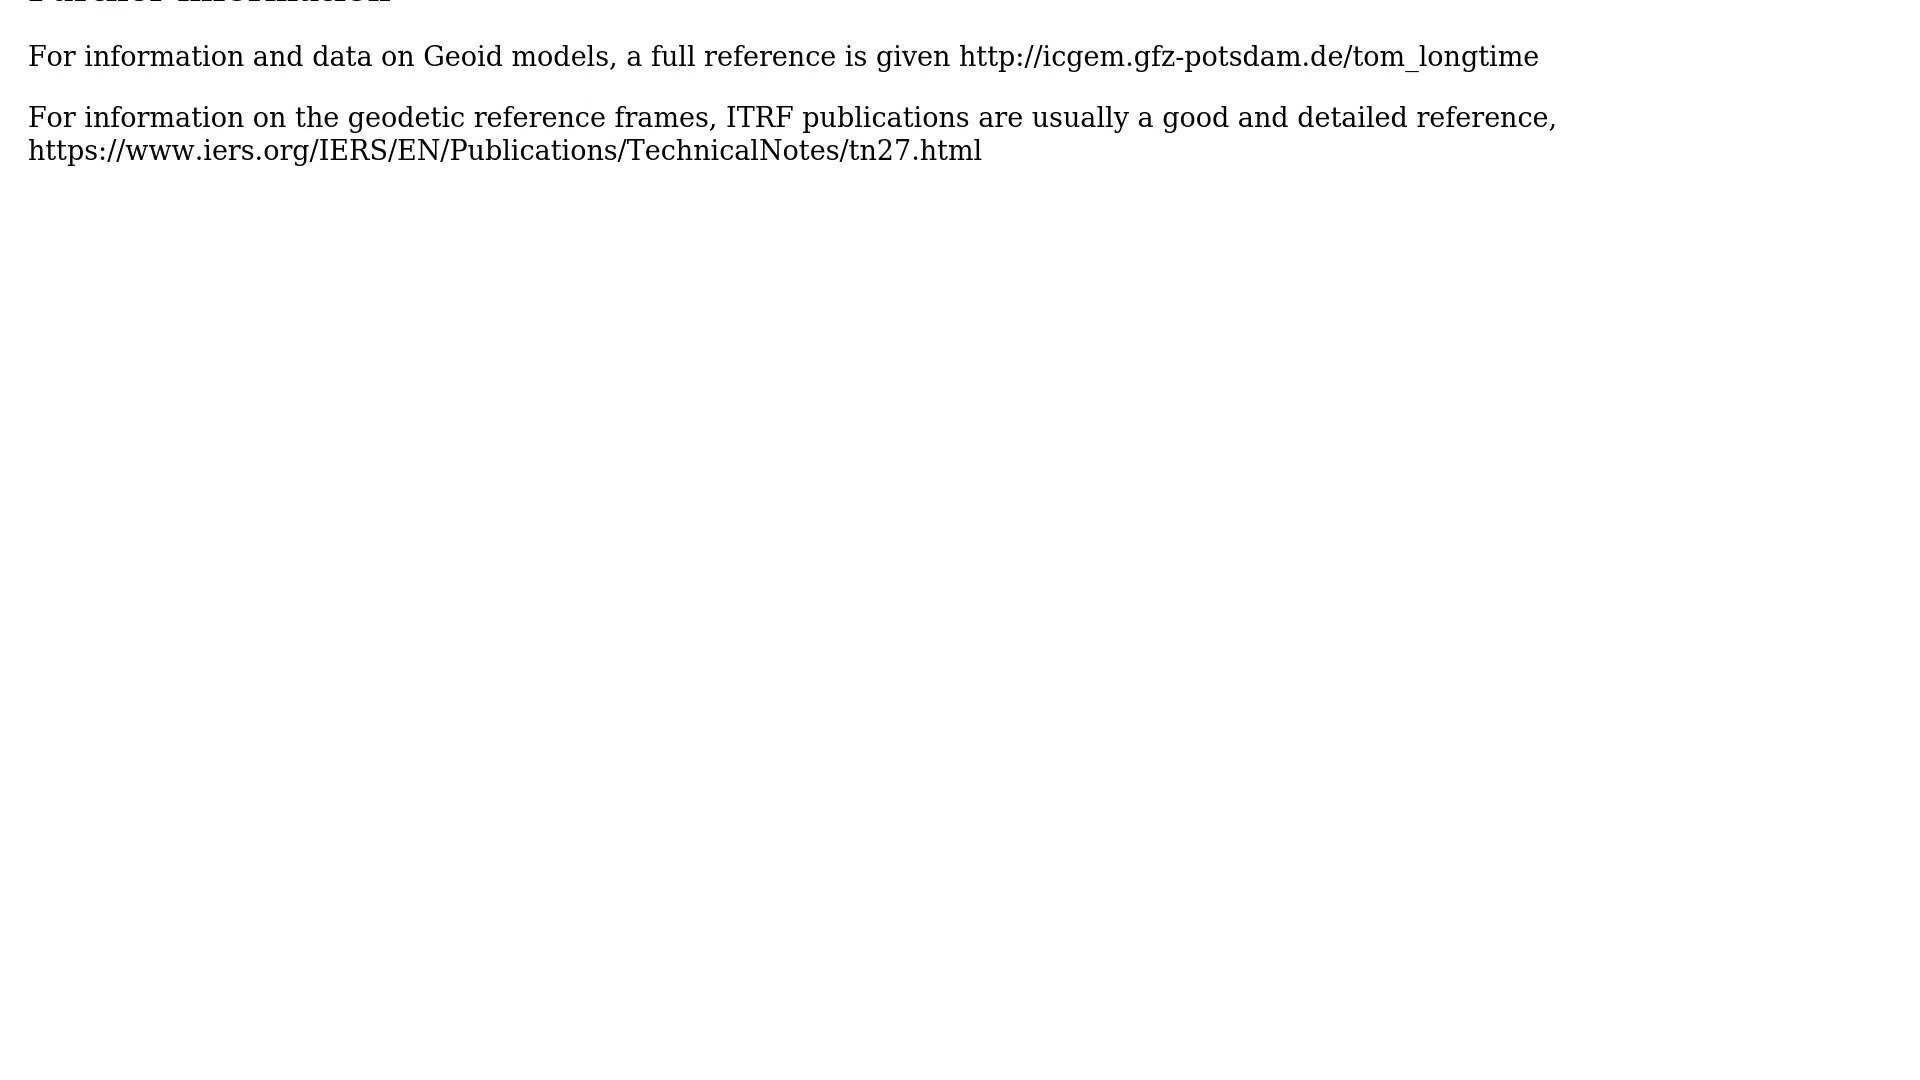 For information and data on Geoid models, a full reference is given http://icgem.gfz-potsdam.de/tom_longtime
For information on the geodetic reference frames, ITRF publications are usually a good and detailed reference,
https://www.iers.org/IERS/EN/Publications/TechnicalNotes/tn27.html